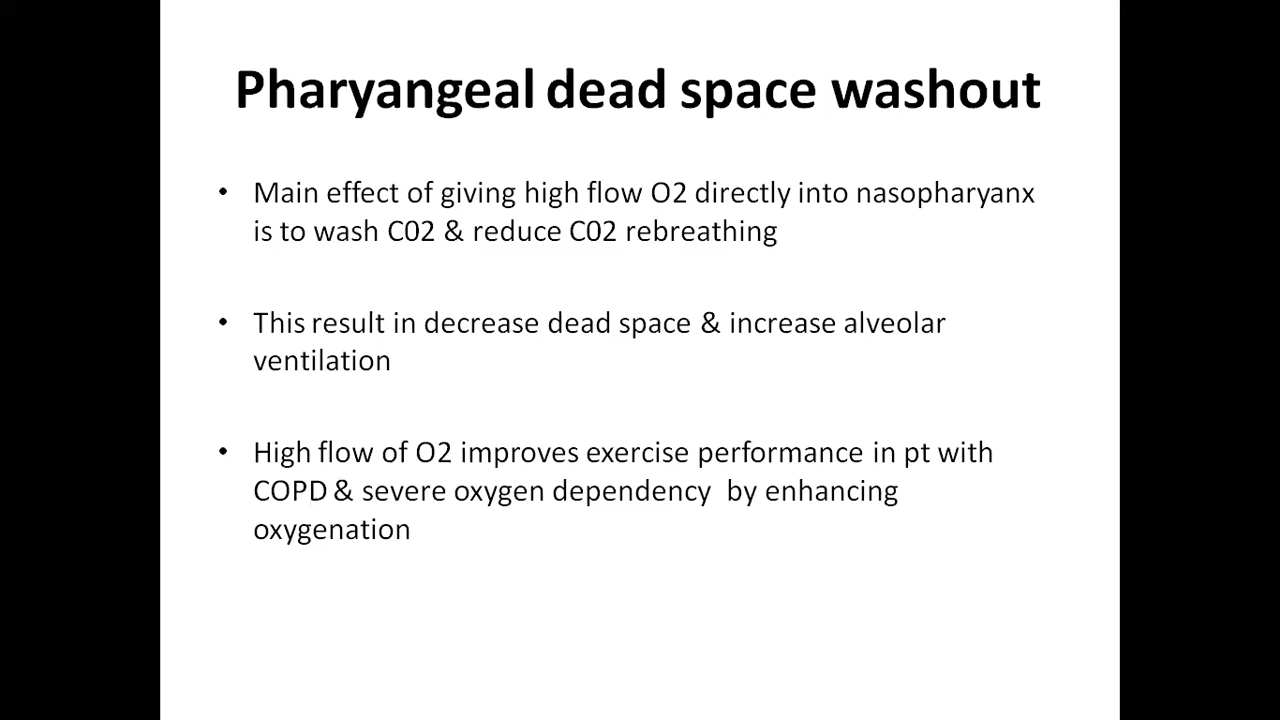 Pharyangeal dead space washout
• Main effect of giving high flow O2 directly into nasopharyanx
is to wash C02 & reduce C02 rebreathing
• This result in decrease dead space & increase alveolar
ventilation
• High flow of O2 improves exercise performance in pt with
COPD & severe oxygen dependency by enhancing
oxygenation